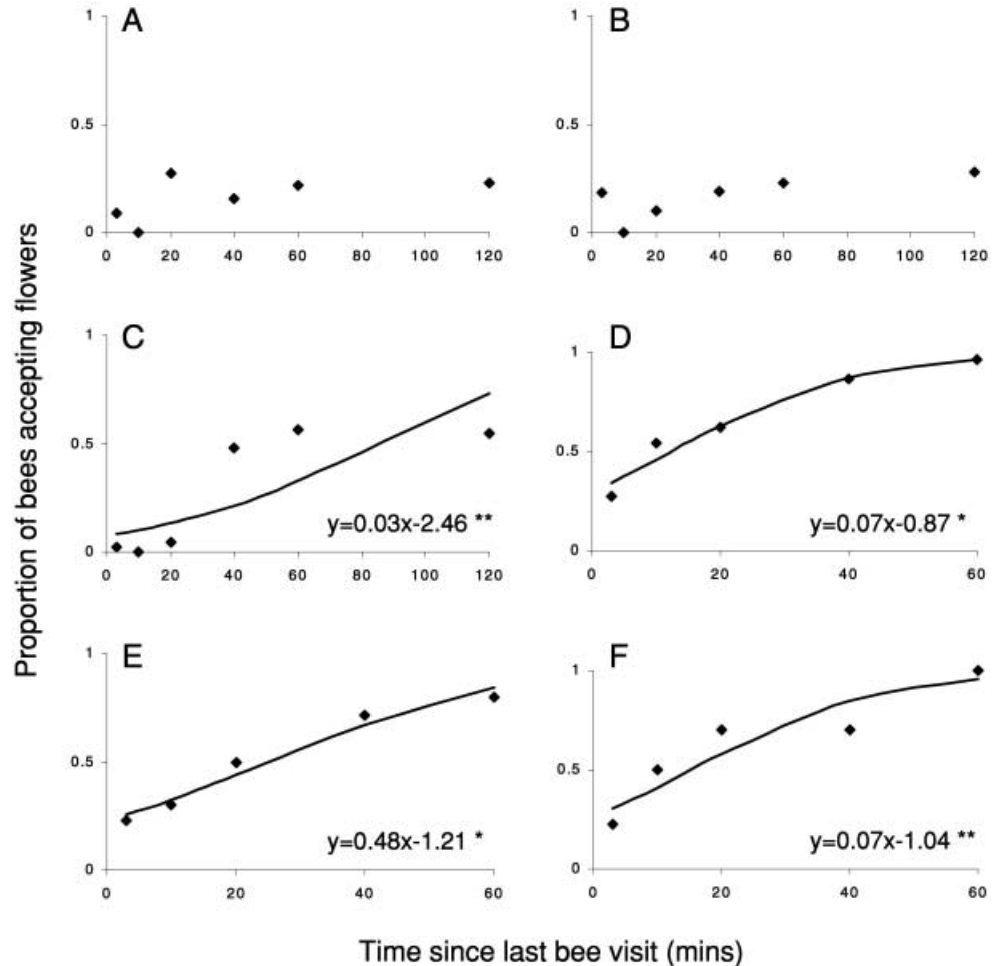 Proportion of bees accepting flowers
A
1
0.5
0
0 20 40 60 80 100 120
B
1
0.5
0
0 20 40 60 80 100 120
C
1
0.5
0
0 20 40 60 80 100 120
y=0.03x-2.46 **
D
1
0.5
0
0 20 40 60
y=0.07x-0.87 *
E
1
0.5
0
0 20 40 60
y=0.48x-1.21 *
F
1
0.5
0
0 20 40 60
y=0.07x-1.04 **
Time since last bee visit (mins)